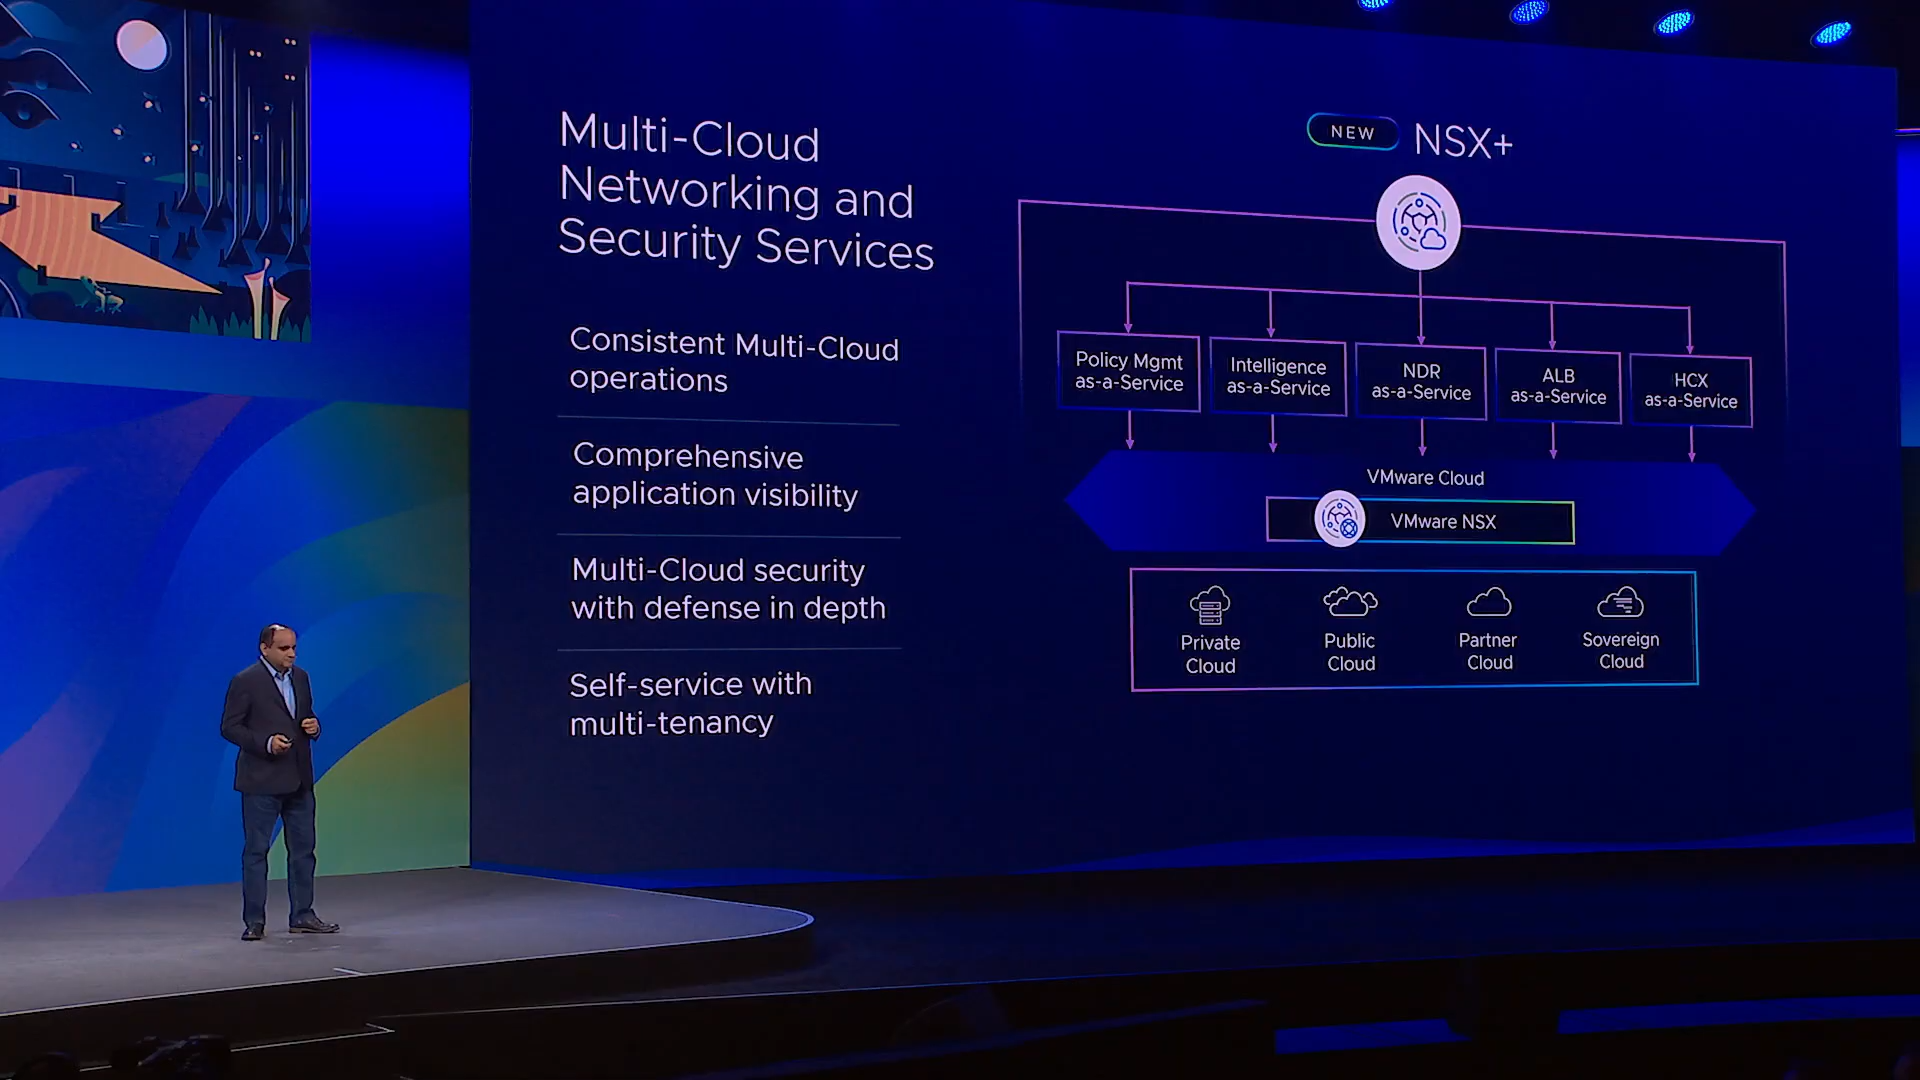 Multi-Cloud
Networking and
Security Services
Consistent Multi-Cloud
operations
Comprehensive
application visibility
Multi-Cloud security
with defense in depth
Self-service with
multi-tenancy
NEW NSX+
Policy Mgmt
as-a-Service
Intelligence
as-a-Service
NDR
as-a-Service
ALB
as-a-Service
HCX
as-a-Service
VMware Cloud
VMware NSX
Private
Cloud
Public
Cloud
Partner
Cloud
Sovereign
Cloud